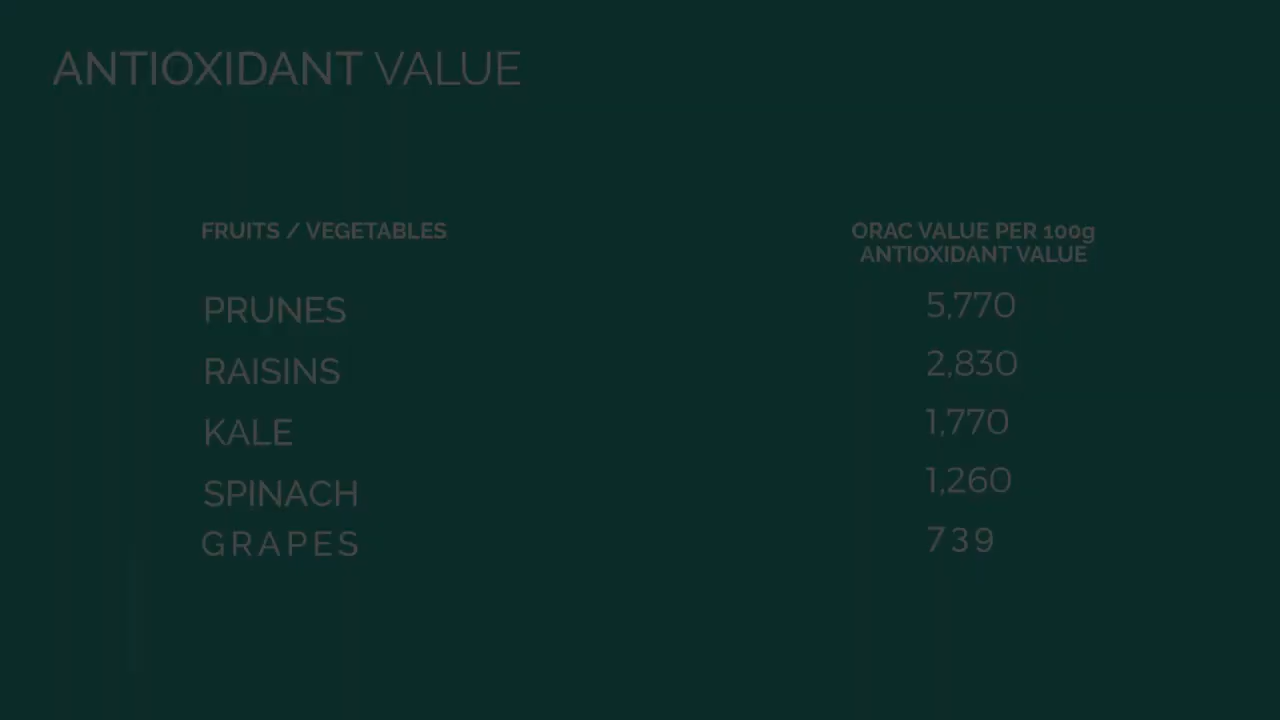 ANTIOXIDANT VALUE
FRUITS / VEGETABLES
ORAC VALUE PER 100g
ANTIOXIDANT VALUE
PRUNES 5,770
RAISINS 2,830
KALE 1,770
SPINACH 1,260
GRAPES 739